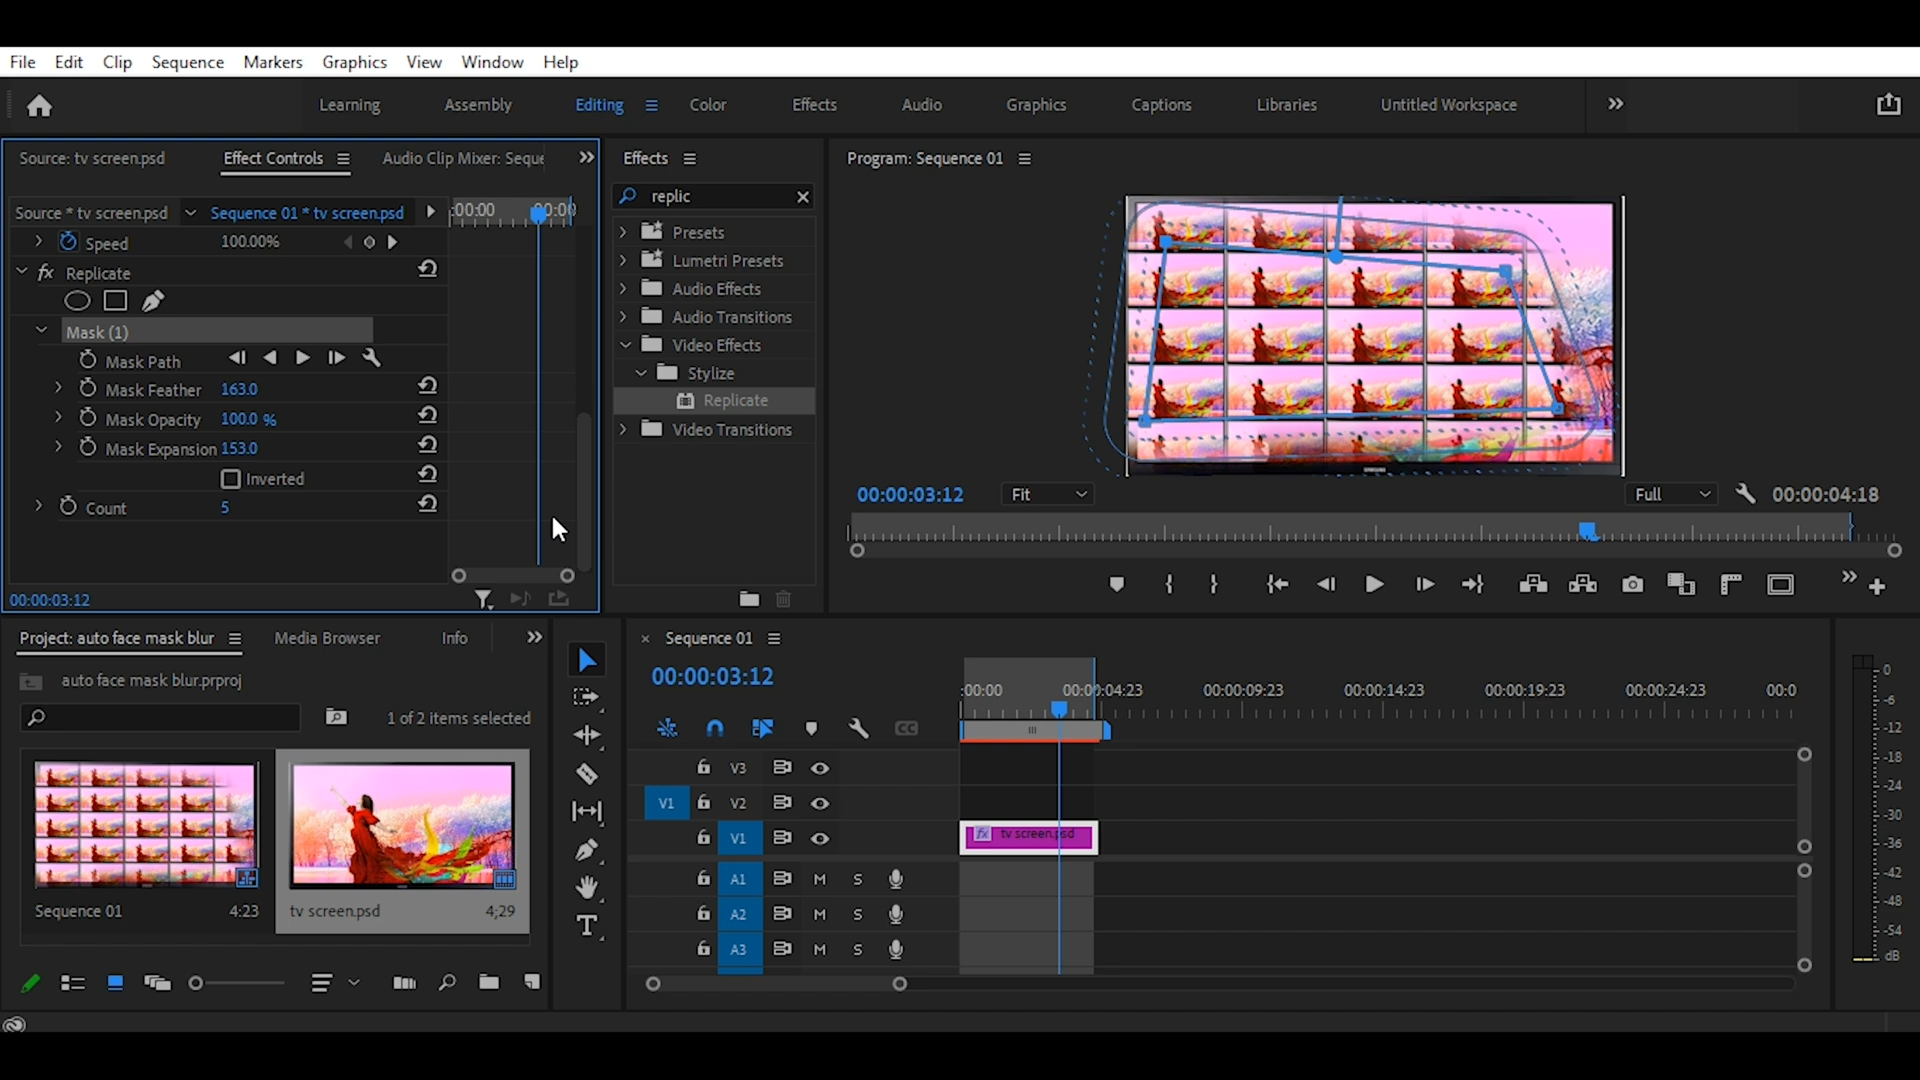 File Edit Clip Sequence Markers Graphics View Window Help
Learning Assembly Editing Color Effects Audio Graphics Captions Libraries Untitled Workspace
Source: tv screen.psd Effect Controls Audio Clip Mixer: Seque
Source * tv screen.psd Sequence 01 * tv screen.psd :00:00 00:00
Speed 100.00%
fx Replicate
Mask (1)
Mask Path
Mask Feather 163.0
Mask Opacity 100.0 %
Mask Expansion 153.0
Inverted
Count 5
00:00:03:12
Effects
replic
Presets
Lumetri Presets
Audio Effects
Audio Transitions
Video Effects
Stylize
Replicate
Video Transitions
Program: Sequence 01
SAMSUNG
00:00:03:12 Fit Full 00:00:04:18
Project: auto face mask blur Media Browser Info
auto face mask blur.prproj
1 of 2 items selected
Sequence 01 4:23
tv screen.psd 4;29
Sequence 01
00:00:03:12
:00:00 00:00:04:23 00:00:09:23 00:00:14:23 00:00:19:23 00:00:24:23 00:0
V3
V1 V2
V1
fx tv screen.psd
A1 M S
A2 M S
A3 M S
0
-6
-12
-18
-24
-30
-36
-42
-48
-54
dB